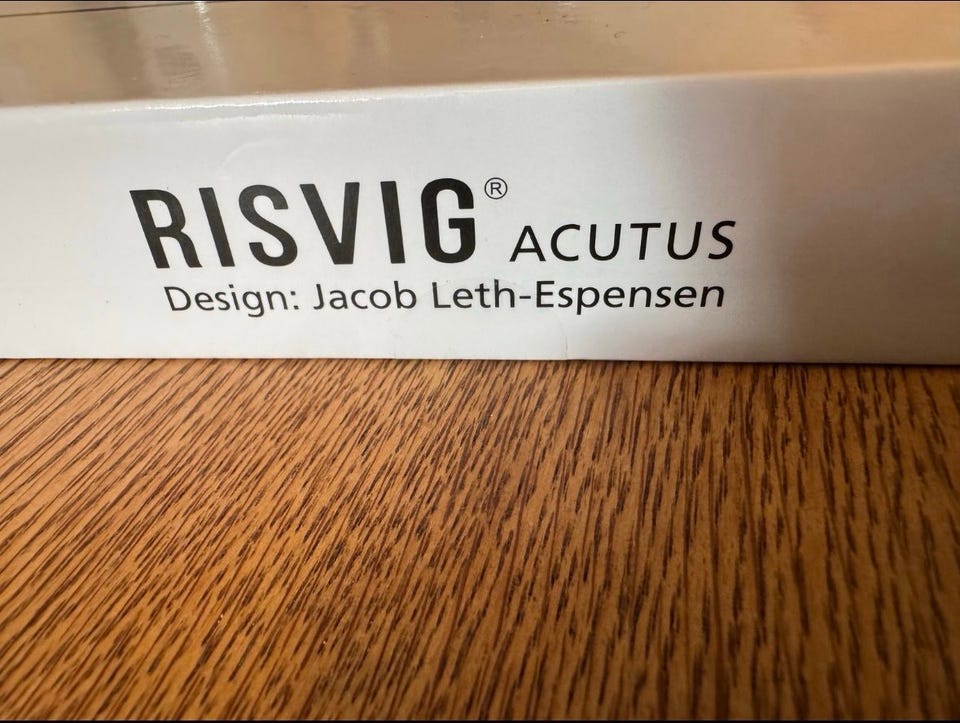 RISVIG® ACUTUS
Design: Jacob Leth-Espensen